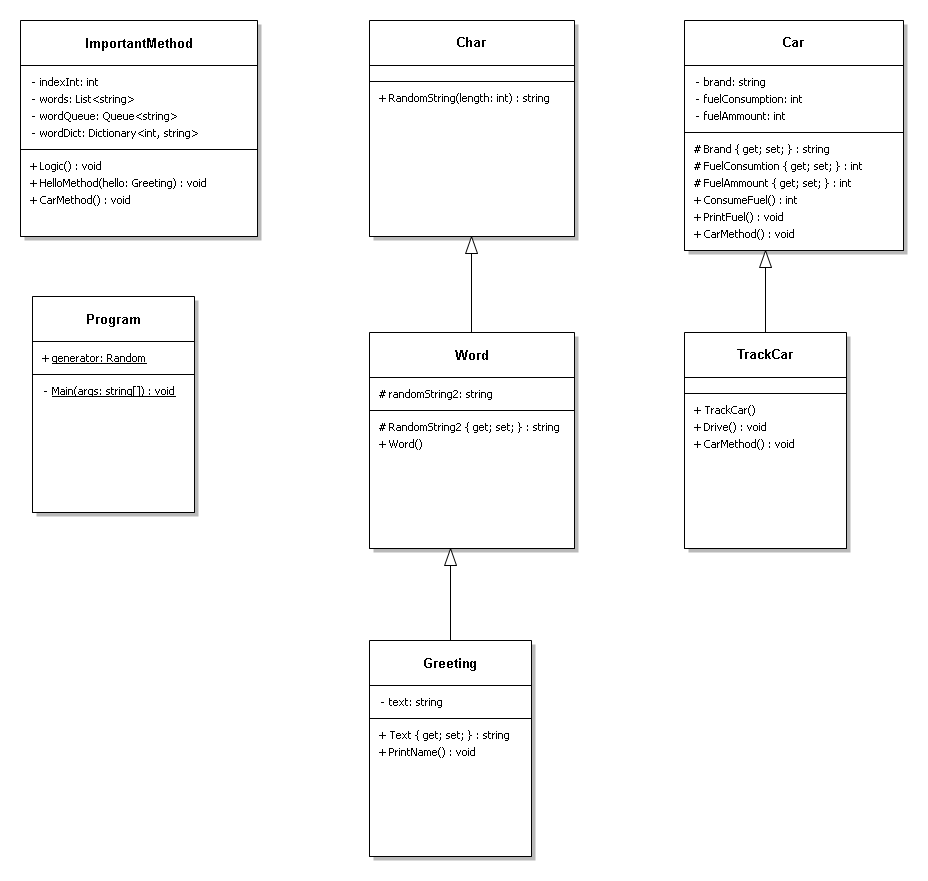 ImportantMethod
- indexInt: int
- words: List<string>
- wordQueue: Queue<string>
- wordDict: Dictionary<int, string>
+ Logic() : void
+ HelloMethod(hello: Greeting) : void
+ CarMethod() : void
Char
+ RandomString(length: int) : string
Car
- brand: string
- fuelConsumption: int
- fuelAmmount: int
# Brand { get; set; } : string
# FuelConsumtion { get; set; } : int
# FuelAmmount { get; set; } : int
+ ConsumeFuel() : int
+ PrintFuel() : void
+ CarMethod() : void
Program
+ generator: Random
- Main(args: string[]) : void
Word
# randomString2: string
# RandomString2 { get; set; } : string
+ Word()
TrackCar
+ TrackCar()
+ Drive() : void
+ CarMethod() : void
Greeting
- text: string
+ Text { get; set; } : string
+ PrintName() : void